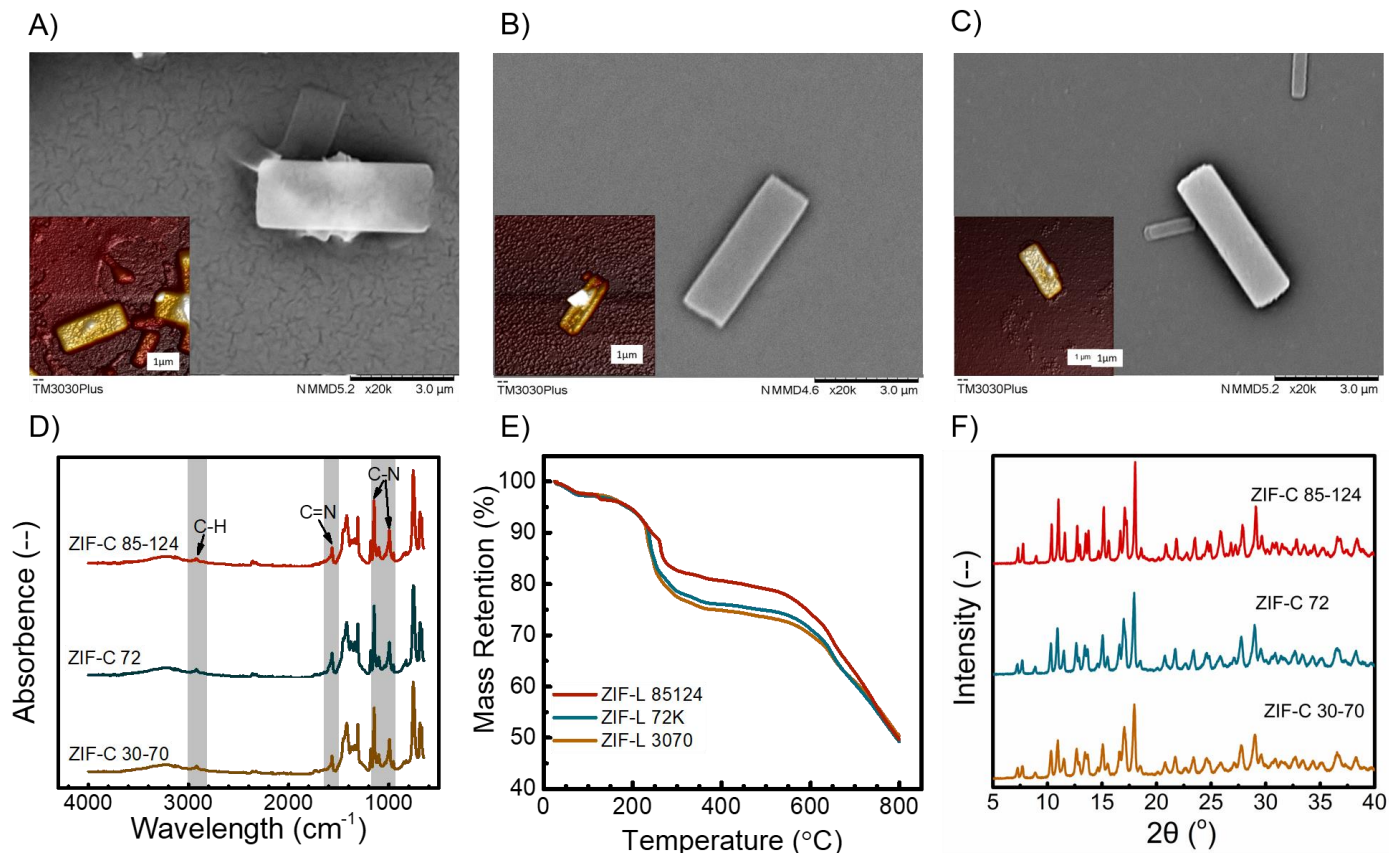 A)
B)
C)
1µm
TM3030Plus
NMMD5.2 x20k 3.0 µm
1µm
TM3030Plus
NMMD4.6 x20k 3.0 µm
1 µm 1µm
TM3030Plus
NMMD5.2 x20k 3.0 µm
D)
C-N
C=N
C-H
ZIF-C 85-124
ZIF-C 72
ZIF-C 30-70
Absorbence (--)
4000 3000 2000 1000
Wavelength (cm-1)
E)
Mass Retention (%)
100
90
80
70
60
50
40
ZIF-L 85124
ZIF-L 72K
ZIF-L 3070
0 200 400 600 800
Temperature (°C)
F)
Intensity (--)
ZIF-C 85-124
ZIF-C 72
ZIF-C 30-70
5 10 15 20 25 30 35 40
2θ (o)